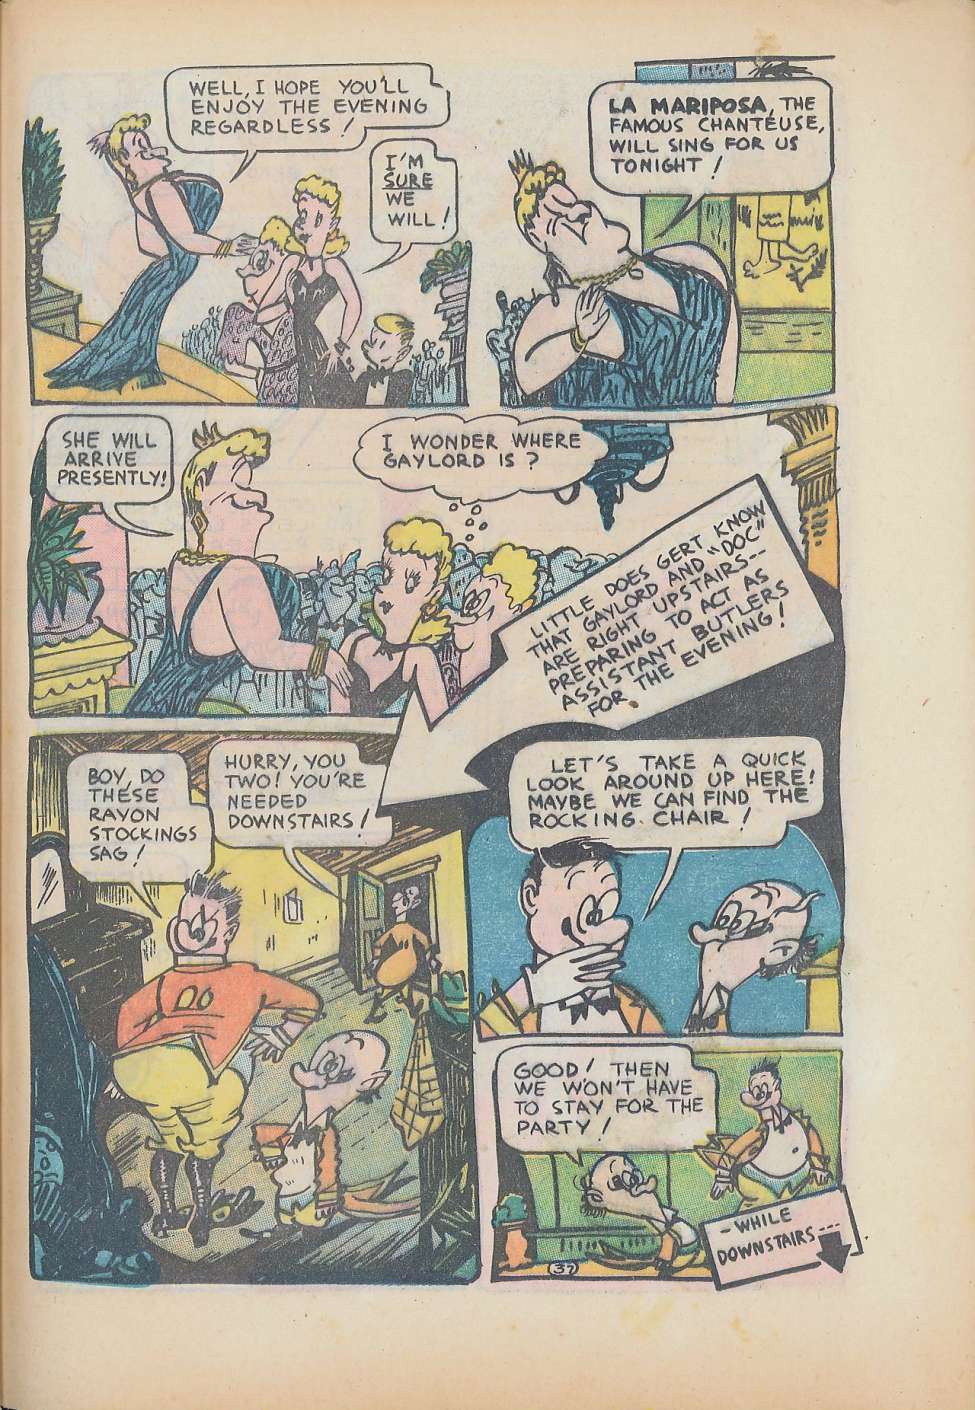 WELL, I HOPE YOU'LL
ENJOY THE EVENING
REGARDLESS!
I'M
SURE
WE
WILL!
LA MARIPOSA, THE
FAMOUS CHANTEUSE,
WILL SING FOR US
TONIGHT!
SHE WILL
ARRIVE
PRESENTLY!
I WONDER WHERE
GAYLORD IS?
LITTLE DOES GERT KNOW
THAT GAYLORD AND "DOC"
ARE RIGHT UPSTAIRS--
PREPARING TO ACT AS
ASSISTANT BUTLERS
FOR THE EVENING!
BOY, DO
THESE
RAYON
STOCKINGS
SAG!
HURRY, YOU
TWO! YOU'RE
NEEDED
DOWNSTAIRS!
LET'S TAKE A QUICK
LOOK AROUND UP HERE!
MAYBE WE CAN FIND THE
ROCKING CHAIR!
GOOD! THEN
WE WON'T HAVE
TO STAY FOR THE
PARTY!
-WHILE
DOWNSTAIRS---
37